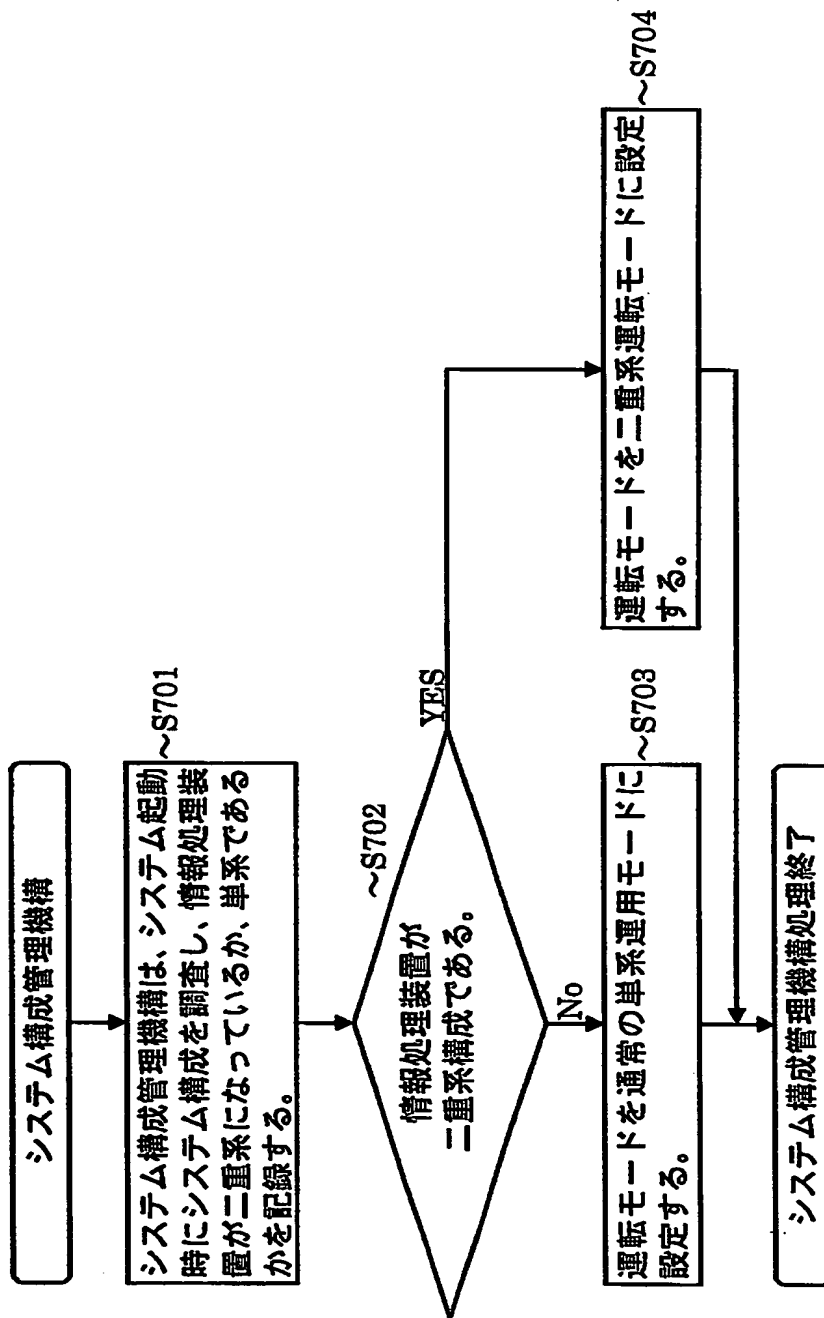 システム構成管理機構
システム構成管理機構は、システム起動
時にシステム構成を調査し、情報処理装
置が二重系になっているか、単系である
かを記録する。
~S701
~S702
情報処理装置が
二重系構成である。
YES
No
運転モードを通常の単系運用モードに
設定する。
~S703
運転モードを二重系運転モードに設定
する。
~S704
システム構成管理機構処理終了